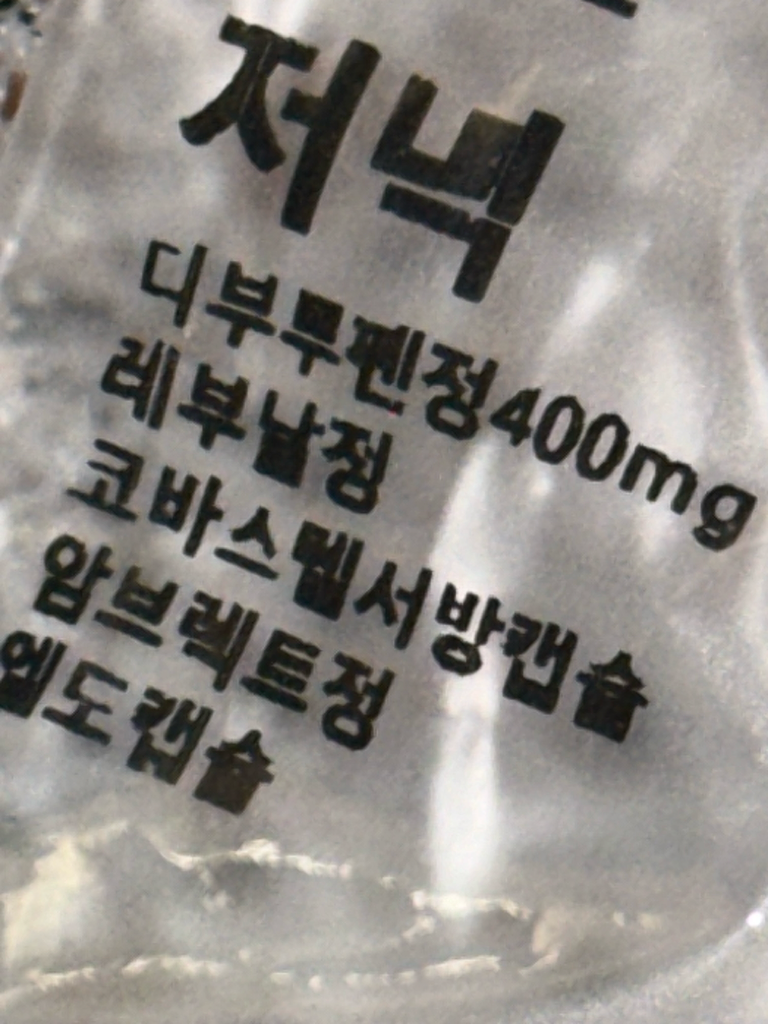 저녁
디부루펜정400mg
레부날정
코바스텔서방캡슐
암브렉트정
엘도캡슐